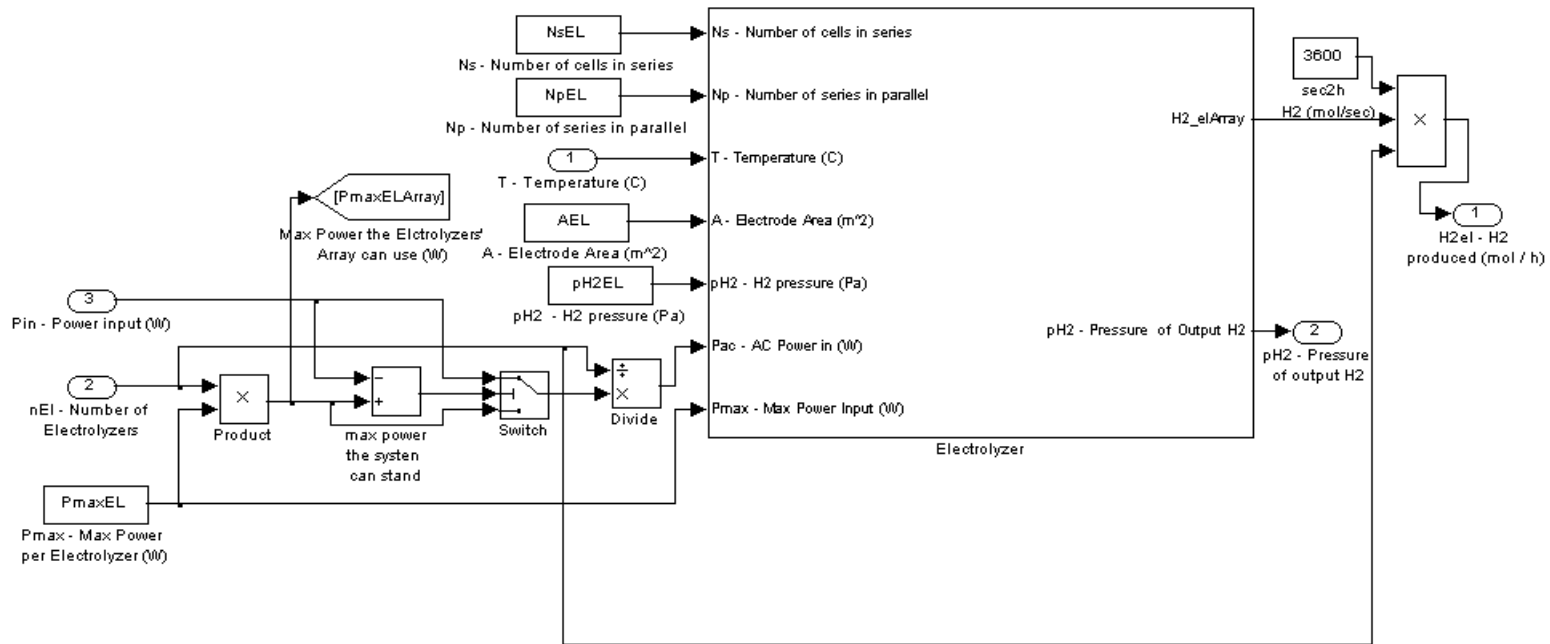 NsEL
Ns - Number of cells in series
NpEL
Np - Number of series in parallel
1
T - Temperature (C)
AEL
A - Electrode Area (m^2)
pH2EL
pH2 - H2 pressure (Pa)
[PmaxELArray]
Max Power the Elctrolyzers'
Array can use (W)
3
Pin - Power input (W)
2
nEl - Number of
Electrolyzers
×
Product
PmaxEL
Pmax - Max Power
per Electrolyzer (W)
−
+
max power
the systen
can stand
Switch
÷
×
Divide
Ns - Number of cells in series
Np - Number of series in parallel
T - Temperature (C)
A - Electrode Area (m^2)
pH2 - H2 pressure (Pa)
Pac - AC Power in (W)
Pmax - Max Power Input (W)
H2_elArray
pH2 - Pressure of Output H2
Electrolyzer
3600
sec2h
H2 (mol/sec)
×
1
H2el - H2
produced (mol / h)
2
pH2 - Pressure
of output H2